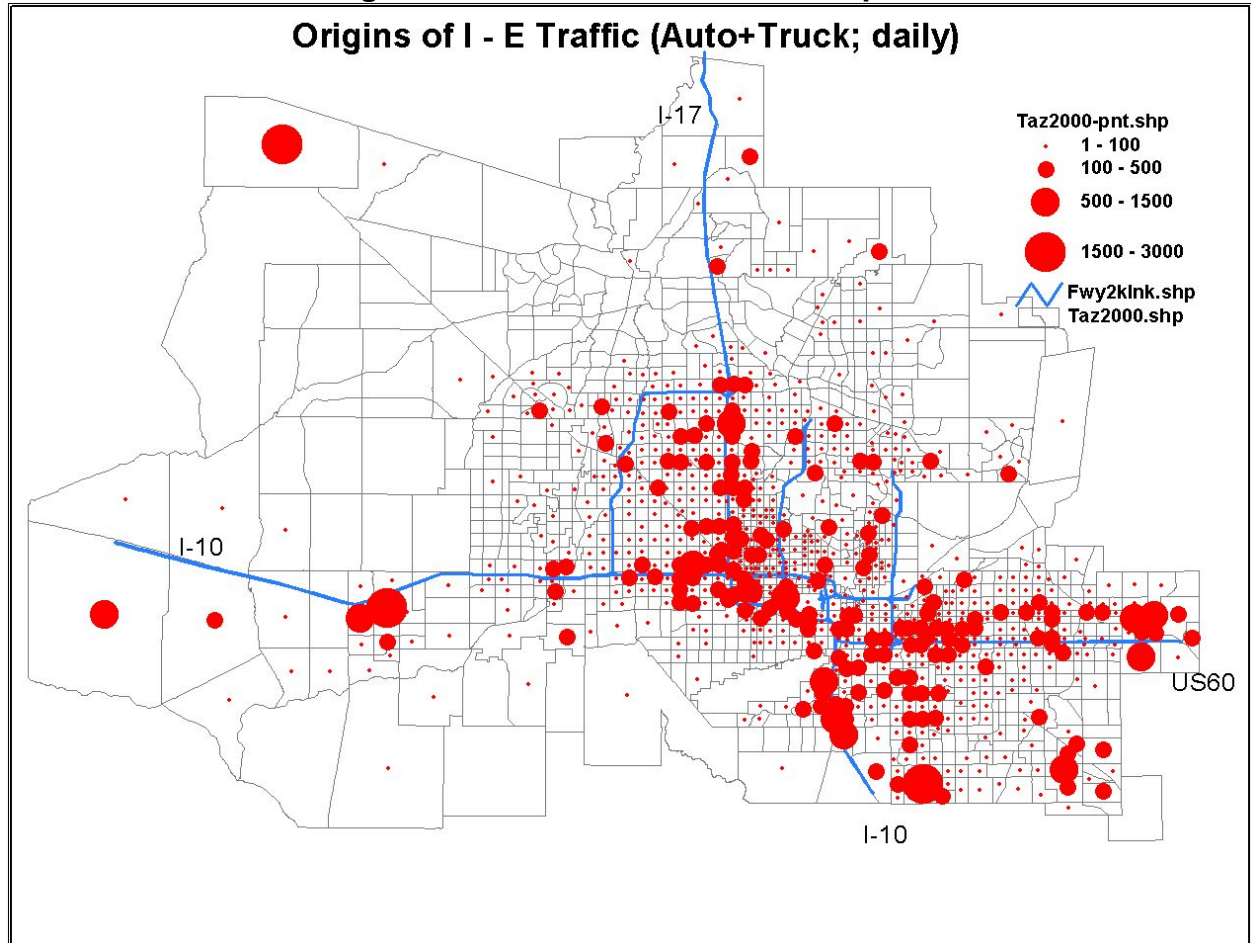 Origins of I - E Traffic (Auto+Truck; daily)
I-17
Taz2000-pnt.shp
1 - 100
100 - 500
500 - 1500
1500 - 3000
Fwy2klnk.shp
Taz2000.shp
I-10
US60
I-10